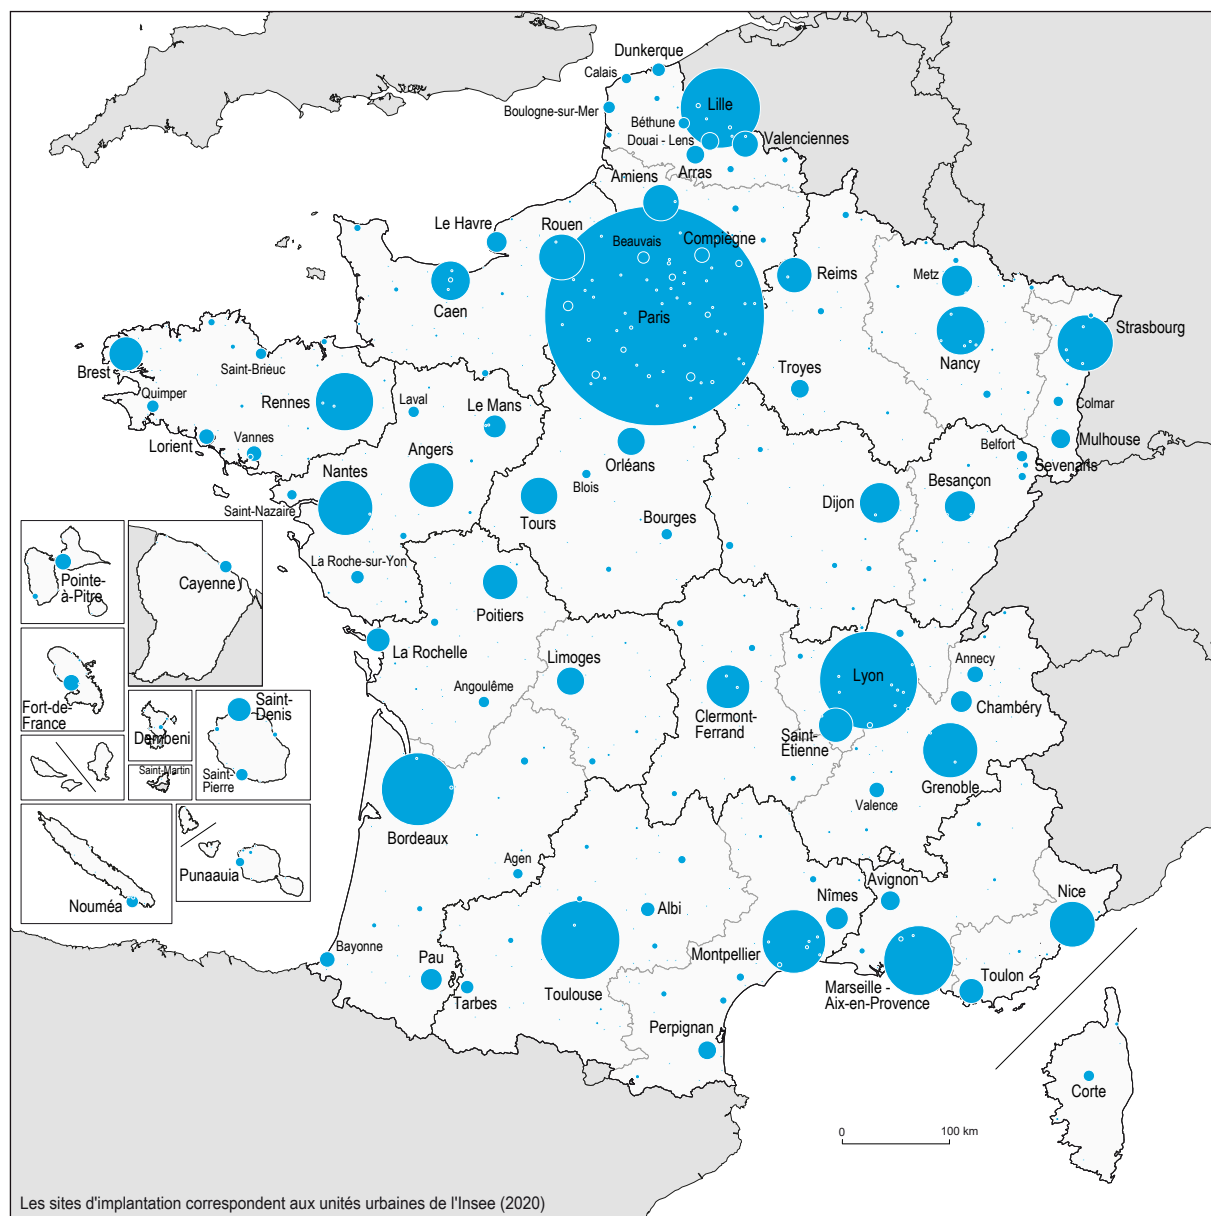 Dunkerque
Calais
Lille
Boulogne-sur-Mer
Béthune
Douai - Lens
Valenciennes
Arras
Amiens
Le Havre
Rouen
Beauvais
Compiègne
Reims
Metz
Caen
Paris
Strasbourg
Nancy
Brest
Saint-Brieuc
Troyes
Quimper
Rennes
Laval
Le Mans
Colmar
Lorient
Vannes
Orléans
Mulhouse
Belfort
Sevenans
Nantes
Angers
Blois
Besançon
Saint-Nazaire
Tours
Bourges
Dijon
La Roche-sur-Yon
Pointe-
à-Pitre
Cayenne
Poitiers
La Rochelle
Limoges
Lyon
Annecy
Angoulême
Chambéry
Fort-de-
France
Saint-
Denis
Dembeni
Clermont-
Ferrand
Saint-
Étienne
Saint-Martin
Saint-
Pierre
Grenoble
Valence
Bordeaux
Punaauia
Agen
Avignon
Nîmes
Nice
Nouméa
Albi
Bayonne
Pau
Montpellier
Tarbes
Toulouse
Marseille -
Aix-en-Provence
Toulon
Perpignan
Corte
0
100 km
Les sites d'implantation correspondent aux unités urbaines de l'Insee (2020)